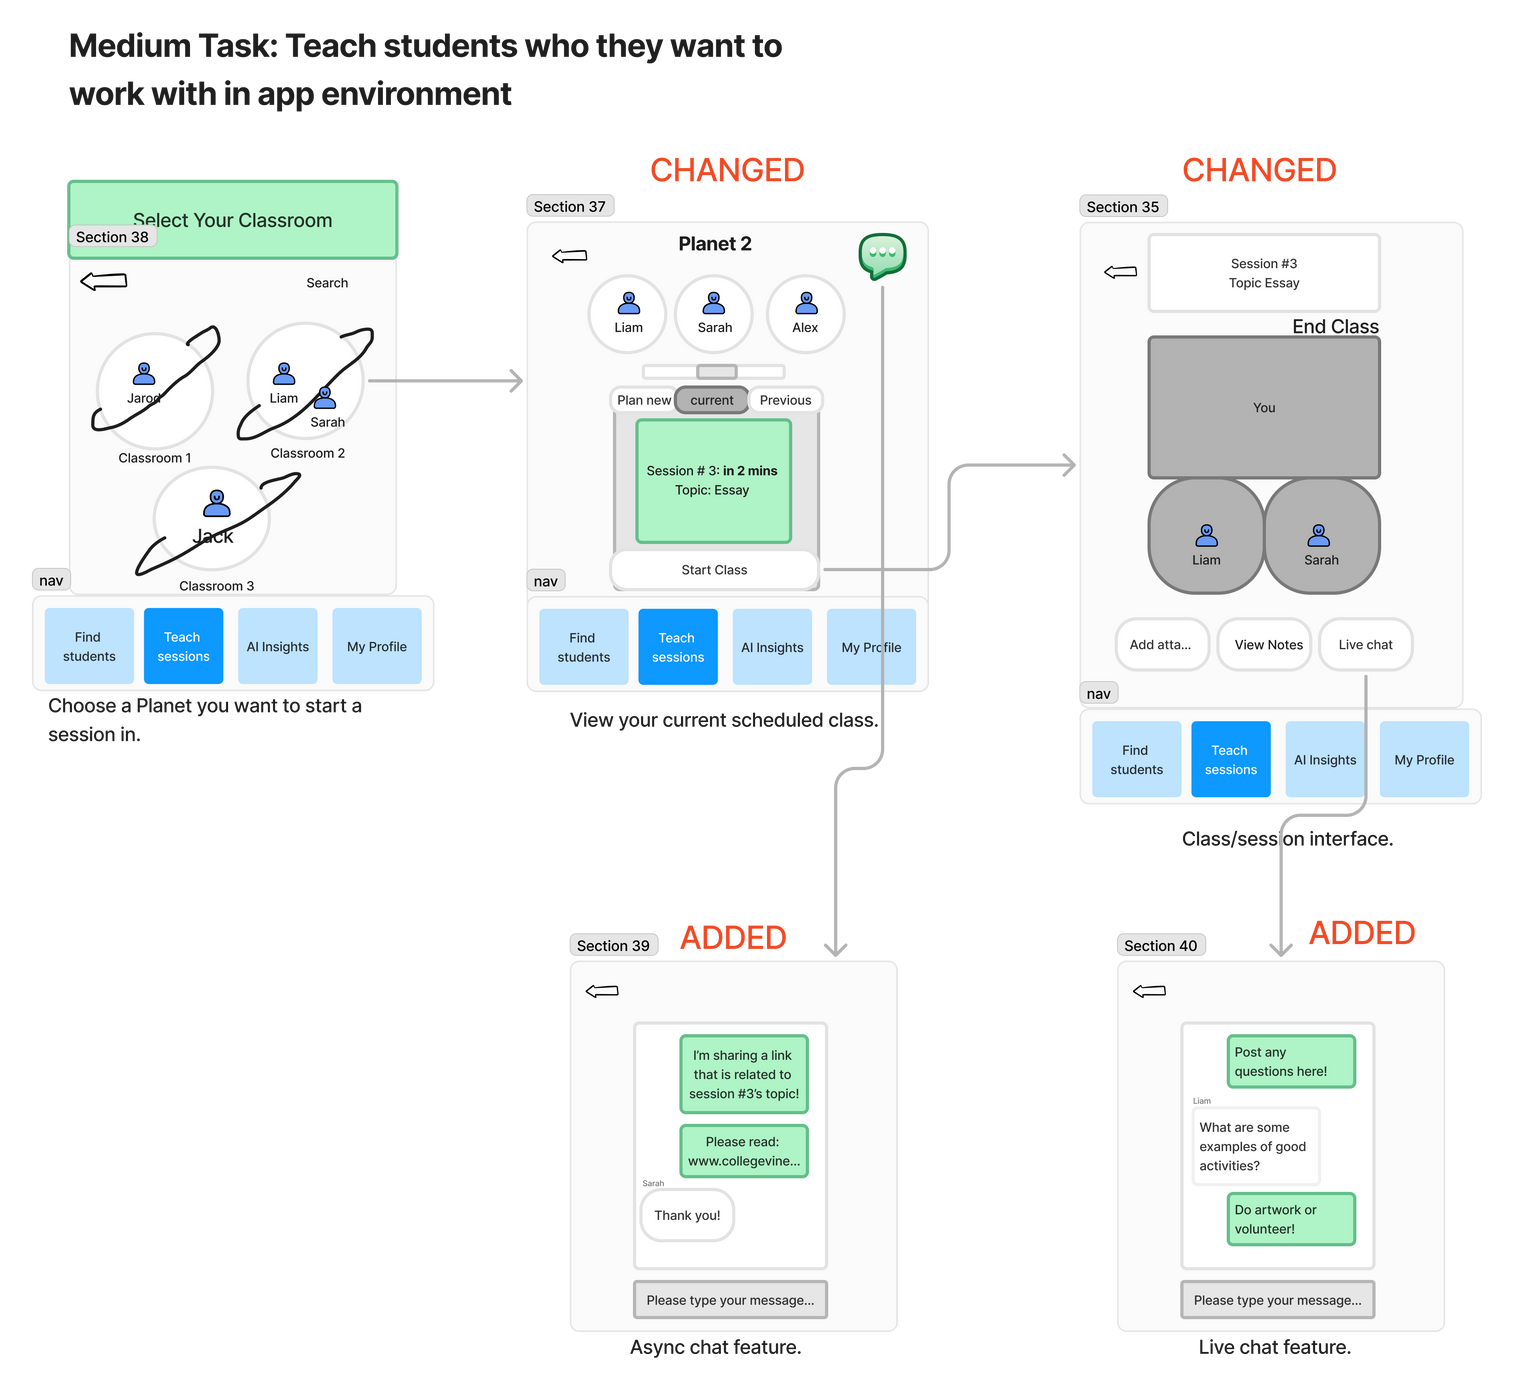 Medium Task: Teach students who they want to
work with in app environment
Select Your Classroom
Section 38
Search
Jarod
Classroom 1
Liam
Sarah
Classroom 2
Jack
Classroom 3
nav
Find
students
Teach
sessions
AI Insights
My Profile
Choose a Planet you want to start a
session in.
CHANGED
Section 37
Planet 2
Liam
Sarah
Alex
Plan new
current
Previous
Session # 3: in 2 mins
Topic: Essay
Start Class
nav
Find
students
Teach
sessions
AI Insights
My Profile
View your current scheduled class.
CHANGED
Section 35
Session #3
Topic Essay
End Class
You
Liam
Sarah
Add atta...
View Notes
Live chat
nav
Find
students
Teach
sessions
AI Insights
My Profile
Class/session interface.
ADDED
Section 39
I'm sharing a link
that is related to
session #3's topic!
Please read:
www.collegevine...
Sarah
Thank you!
Please type your message...
Async chat feature.
ADDED
Section 40
Post any
questions here!
Liam
What are some
examples of good
activities?
Do artwork or
volunteer!
Please type your message...
Live chat feature.